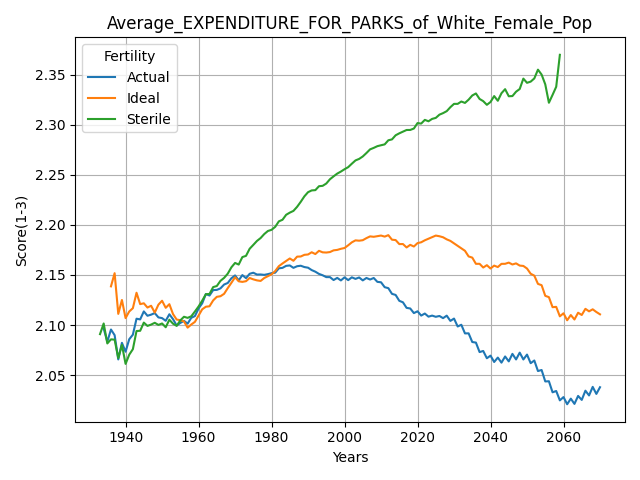 Average_EXPENDITURE_FOR_PARKS_of_White_Female_Pop
Fertility
Actual
Ideal
Sterile
2.35
2.30
2.25
2.20
2.15
2.10
2.05
Score(1-3)
1940 1960 1980 2000 2020 2040 2060
Years